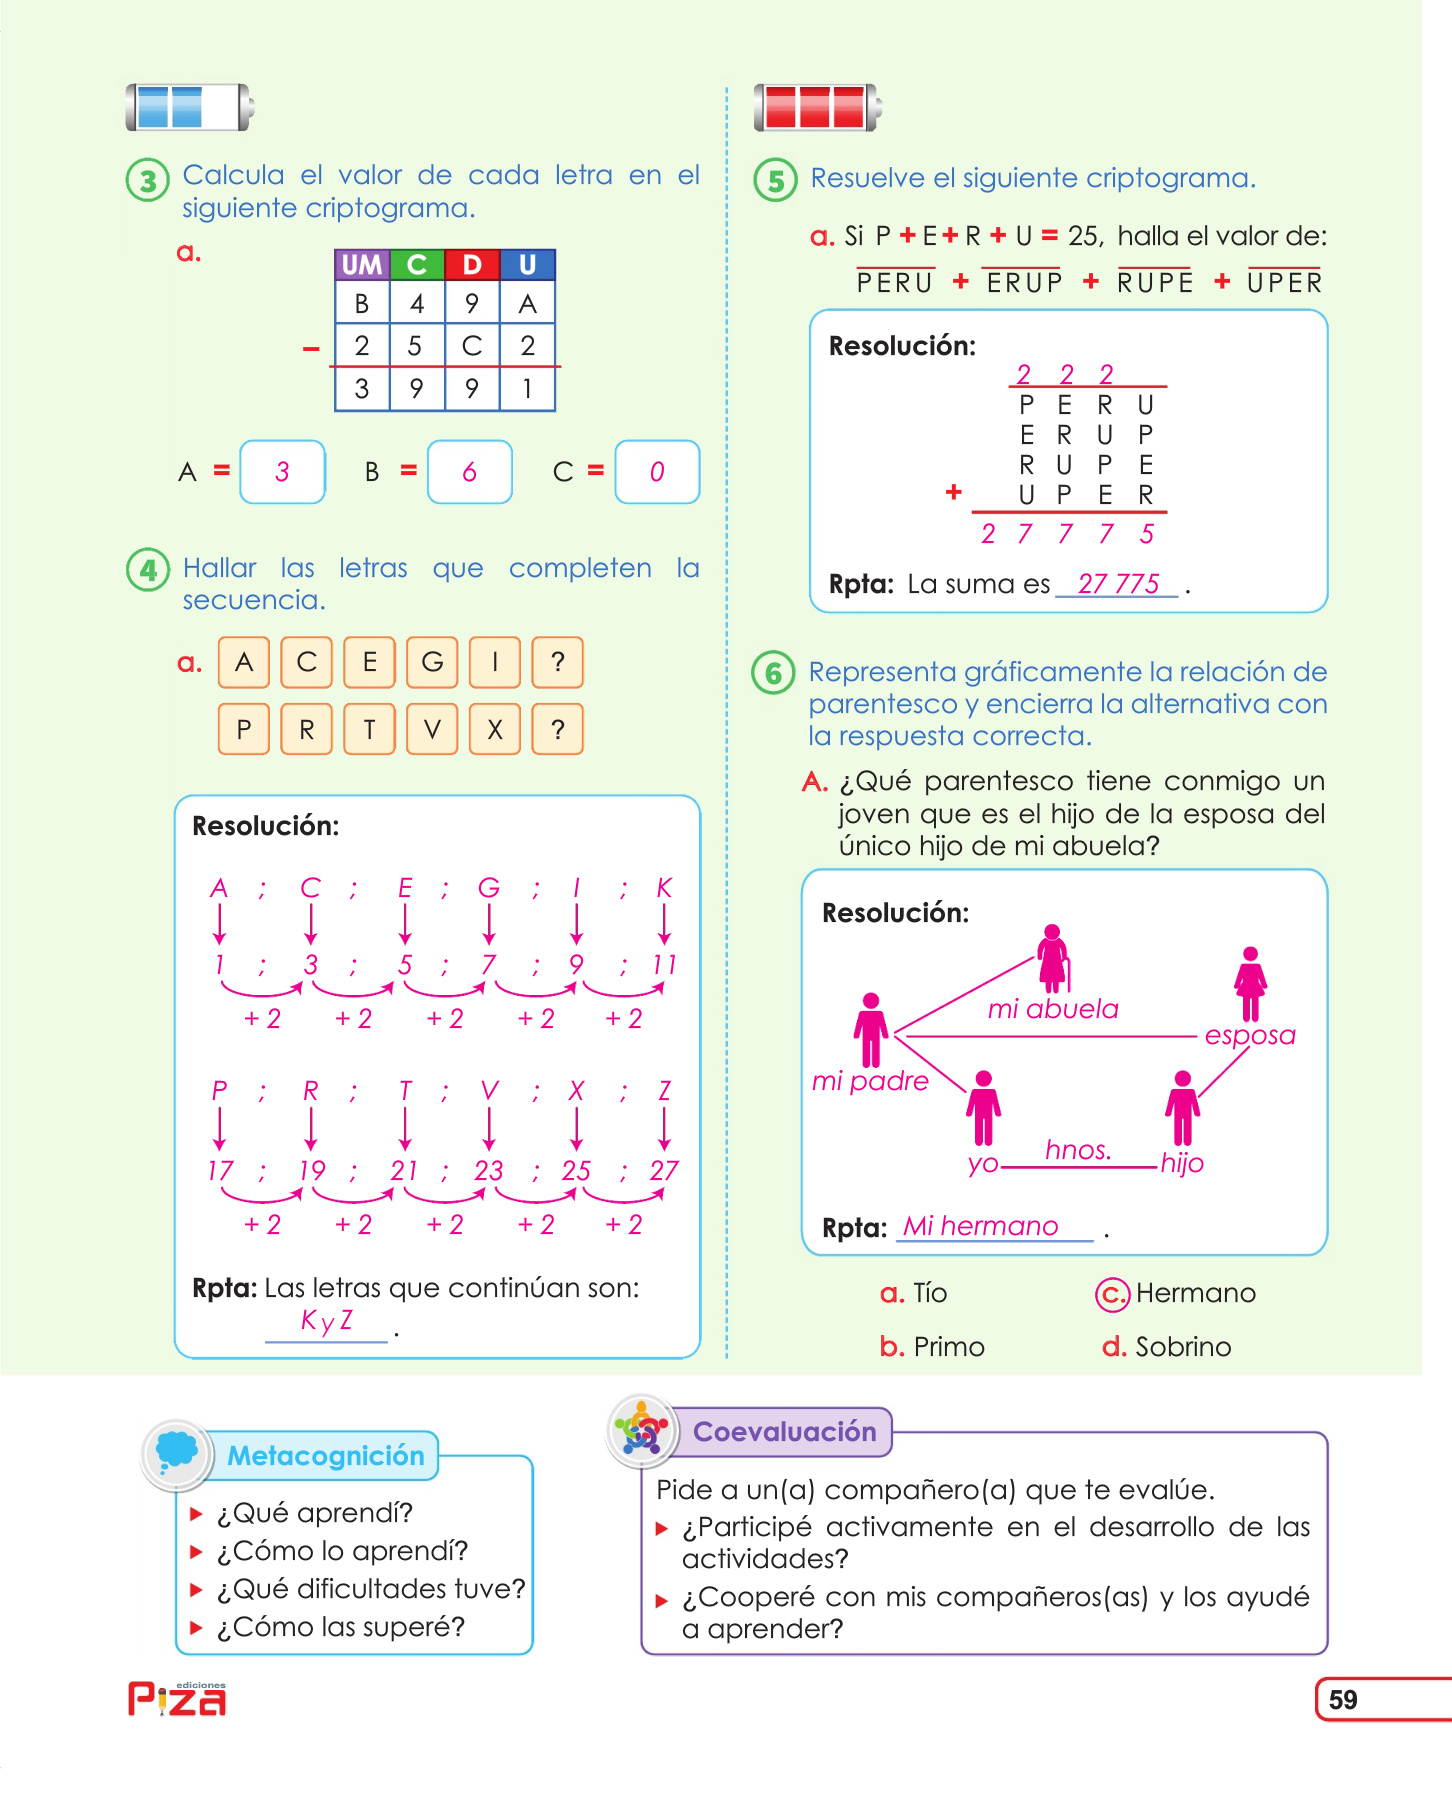 3 Calcula el valor de cada letra en el
siguiente criptograma.
a.
UM C D U
B 4 9 A
– 2 5 C 2
3 9 9 1
A = 3 B = 6 C = 0
4 Hallar las letras que completen la
secuencia.
a. A C E G I ?
P R T V X ?
Resolución:
A ; C ; E ; G ; I ; K
1 ; 3 ; 5 ; 7 ; 9 ; 11
+ 2 + 2 + 2 + 2 + 2
P ; R ; T ; V ; X ; Z
17 ; 19 ; 21 ; 23 ; 25 ; 27
+ 2 + 2 + 2 + 2 + 2
Rpta: Las letras que continúan son:
K y Z .
5 Resuelve el siguiente criptograma.
a. Si P + E + R + U = 25, halla el valor de:
PERU + ERUP + RUPE + UPER
Resolución:
2 2 2
P E R U
E R U P
R U P E
+ U P E R
2 7 7 7 5
Rpta: La suma es 27 775 .
6 Representa gráficamente la relación de
parentesco y encierra la alternativa con
la respuesta correcta.
A. ¿Qué parentesco tiene conmigo un
joven que es el hijo de la esposa del
único hijo de mi abuela?
Resolución:
mi abuela
esposa
mi padre
hnos.
yo hijo
Rpta: Mi hermano .
a. Tío c. Hermano
b. Primo d. Sobrino
Metacognición
¿Qué aprendí?
¿Cómo lo aprendí?
¿Qué dificultades tuve?
¿Cómo las superé?
Coevaluación
Pide a un(a) compañero(a) que te evalúe.
¿Participé activamente en el desarrollo de las
actividades?
¿Cooperé con mis compañeros(as) y los ayudé
a aprender?
ediciones
Piza
59